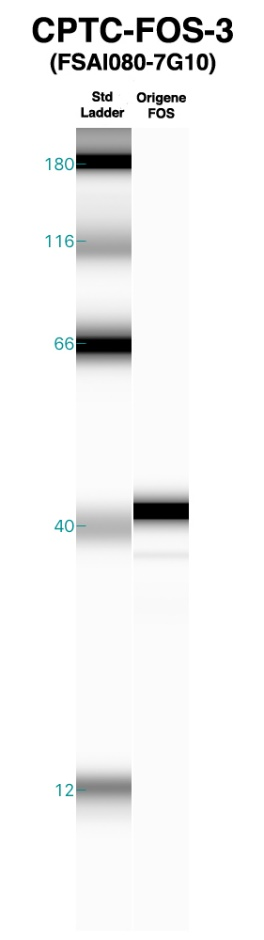 CPTC-FOS-3
(FSAI080-7G10)
Std Origene
Ladder FOS
180
116
66
40
12